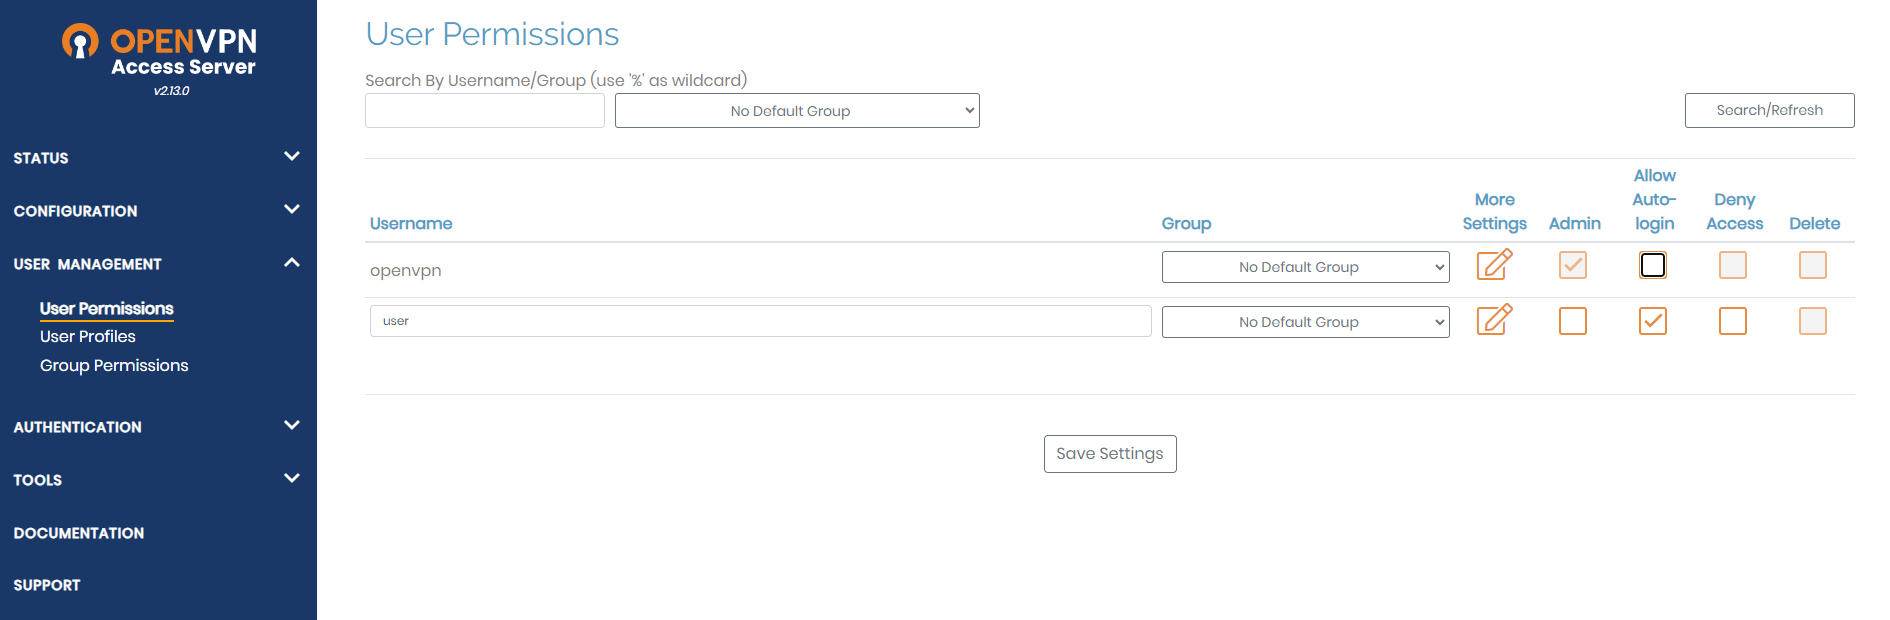 OPENVPN
Access Server
v2.13.0
STATUS
CONFIGURATION
USER MANAGEMENT
User Permissions
User Profiles
Group Permissions
AUTHENTICATION
TOOLS
DOCUMENTATION
SUPPORT
User Permissions
Search By Username/Group (use '%' as wildcard)
No Default Group
Search/Refresh
Username Group More Settings Admin Allow Auto-login Deny Access Delete
openvpn No Default Group
user No Default Group
Save Settings